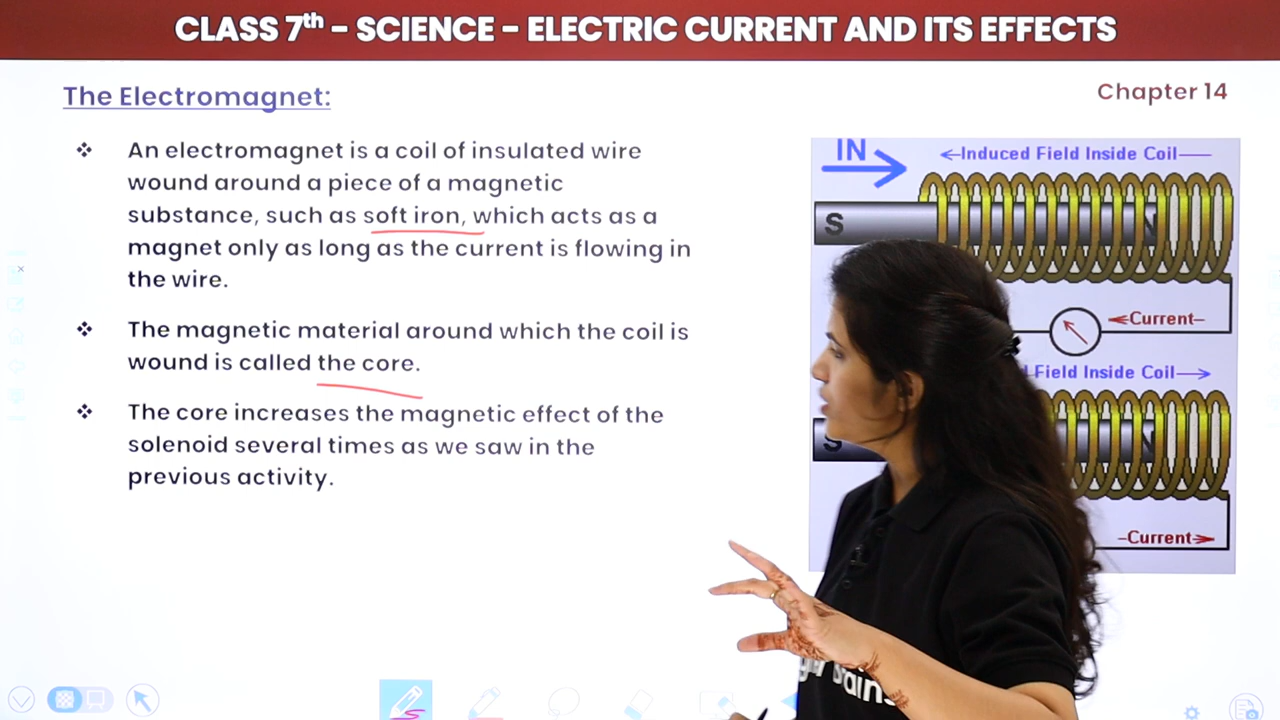 CLASS 7th – SCIENCE – ELECTRIC CURRENT AND ITS EFFECTS
The Electromagnet:
Chapter 14
❖ An electromagnet is a coil of insulated wire
wound around a piece of a magnetic
substance, such as soft iron, which acts as a
magnet only as long as the current is flowing in
the wire.
❖ The magnetic material around which the coil is
wound is called the core.
❖ The core increases the magnetic effect of the
solenoid several times as we saw in the
previous activity.
IN
Induced Field Inside Coil
S N
Current
Field Inside Coil
S N
Current